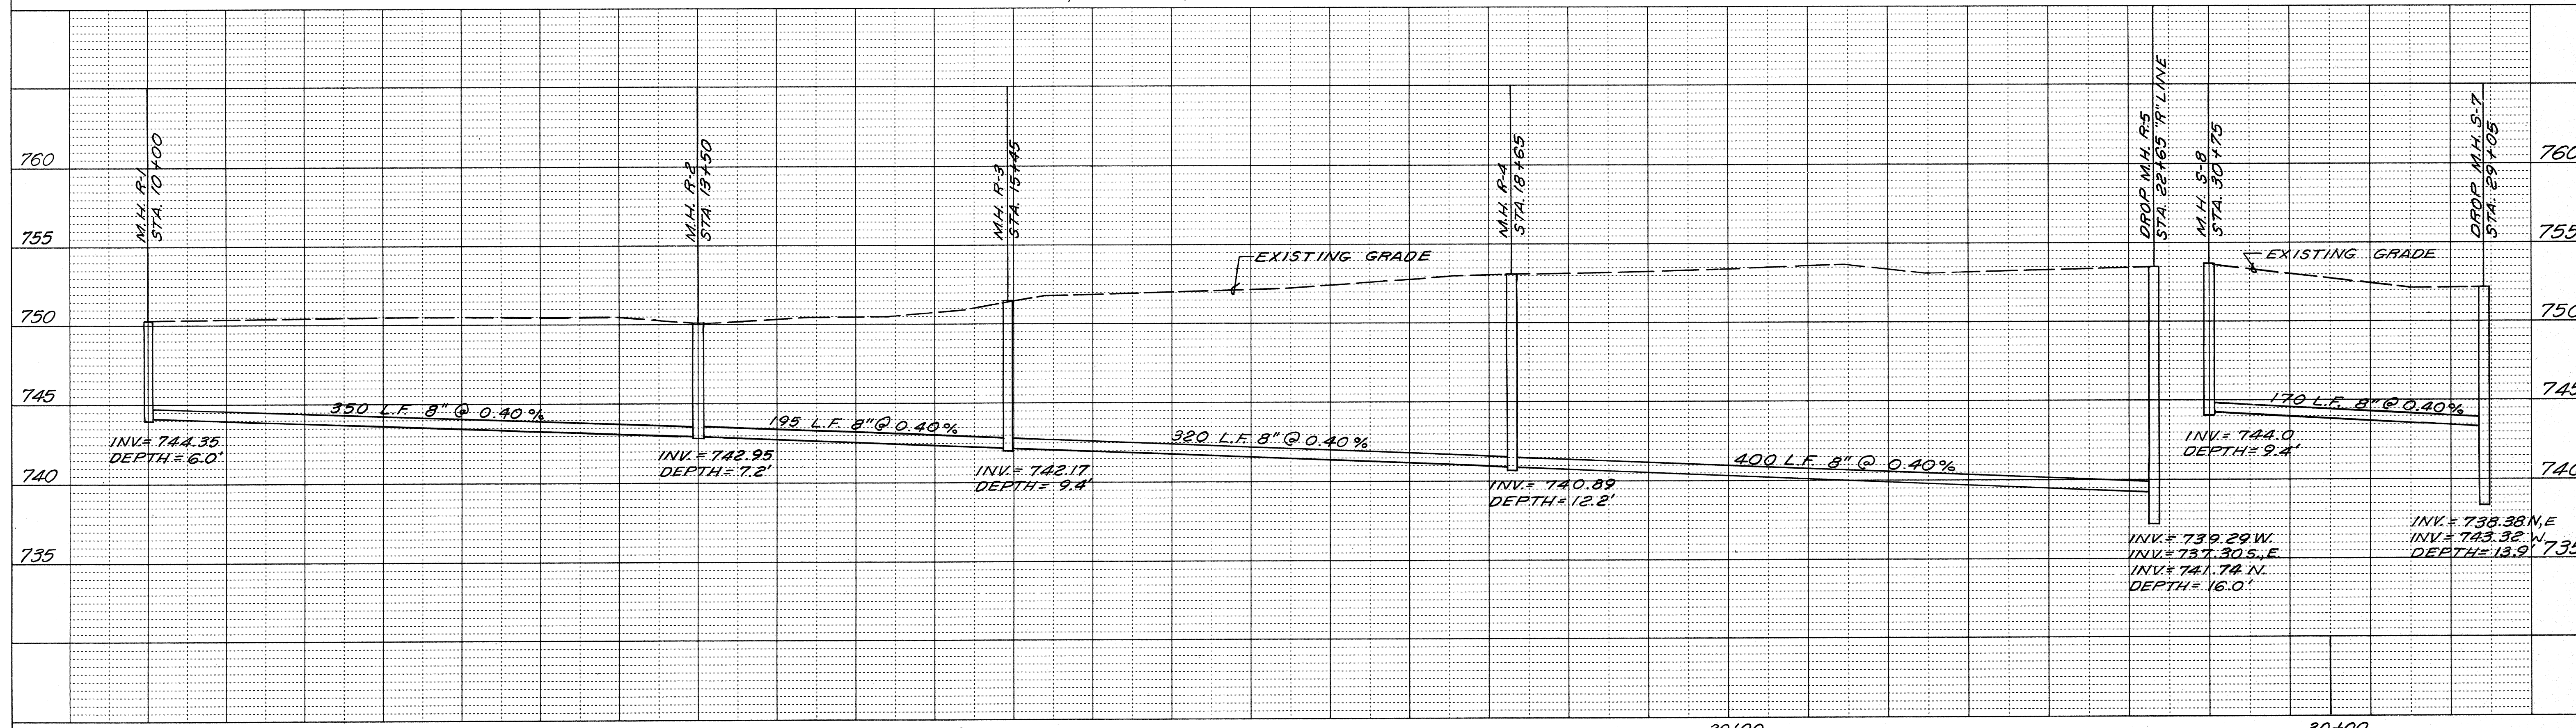 760
755
750
745
740
735
M.H. R-1
STA. 10+00
M.H. R-2
STA. 13+50
M.H. R-3
STA. 15+45
M.H. R-4
STA. 18+65
DROP M.H. R-5
STA. 22+65 "R" LINE
M.H. S-8
STA. 30+75
DROP M.H. S-7
STA. 29+05
EXISTING GRADE
EXISTING GRADE
350 L.F. 8" @ 0.40%
195 L.F. 8" @ 0.40%
320 L.F. 8" @ 0.40%
400 L.F. 8" @ 0.40%
170 L.F. 8" @ 0.40%
INV.= 744.35
DEPTH = 6.0'
INV.= 742.95
DEPTH = 7.2'
INV.= 742.17
DEPTH = 9.4'
INV.= 740.89
DEPTH = 12.2'
INV.= 739.29 W.
INV.= 737.30 S.,E.
INV.= 741.74 N.
DEPTH = 16.0'
INV.= 744.0
DEPTH = 9.4'
INV.= 738.38 N,E
INV.= 743.32 W.
DEPTH = 13.9'
760
755
750
745
740
735